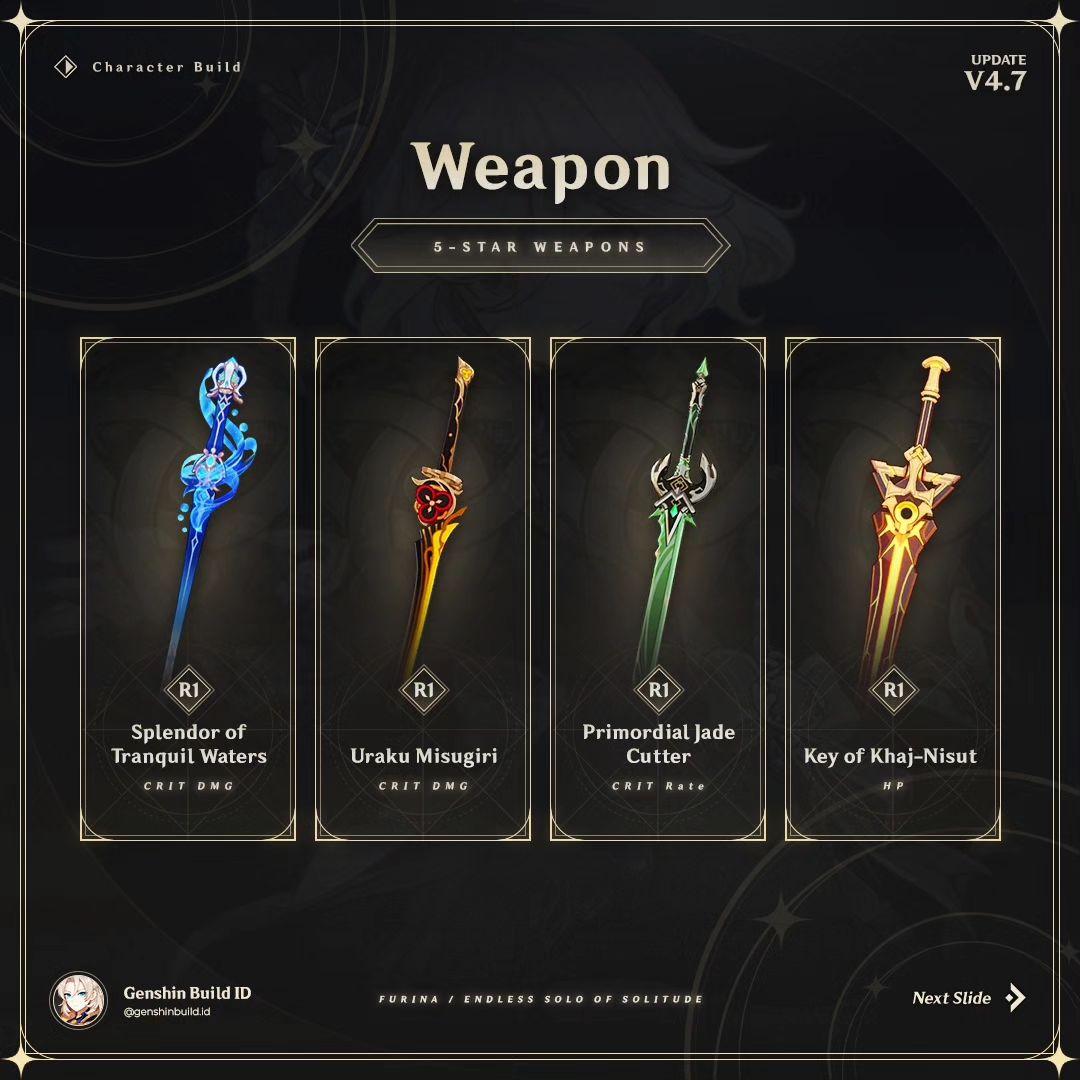 Character Build
UPDATE
V4.7
Weapon
5-STAR WEAPONS
R1
Splendor of
Tranquil Waters
CRIT DMG
R1
Uraku Misugiri
CRIT DMG
R1
Primordial Jade
Cutter
CRIT Rate
R1
Key of Khaj-Nisut
HP
Genshin Build ID
@genshinbuild.id
FURINA / ENDLESS SOLO OF SOLITUDE
Next Slide